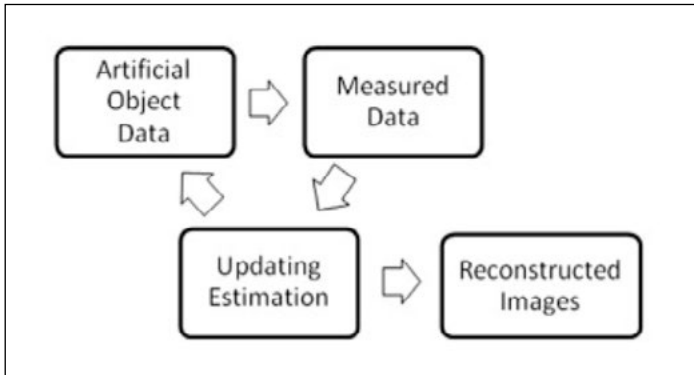 Artificial
Object
Data
Measured
Data
Updating
Estimation
Reconstructed
Images